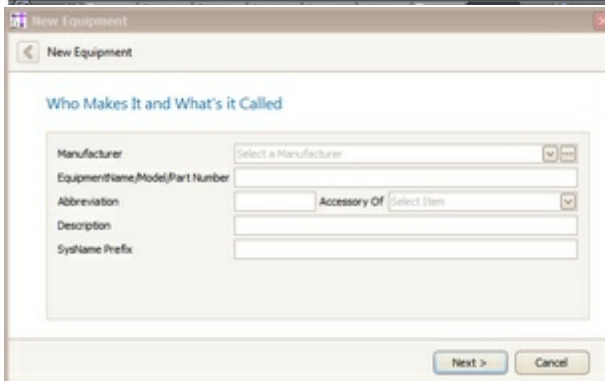 New Equipment
New Equipment
Who Makes It and What's it Called
Manufacturer Select a Manufacturer
EquipmentName/Model/Part Number
Abbreviation Accessory Of Select Item
Description
SysName Prefix
Next > Cancel